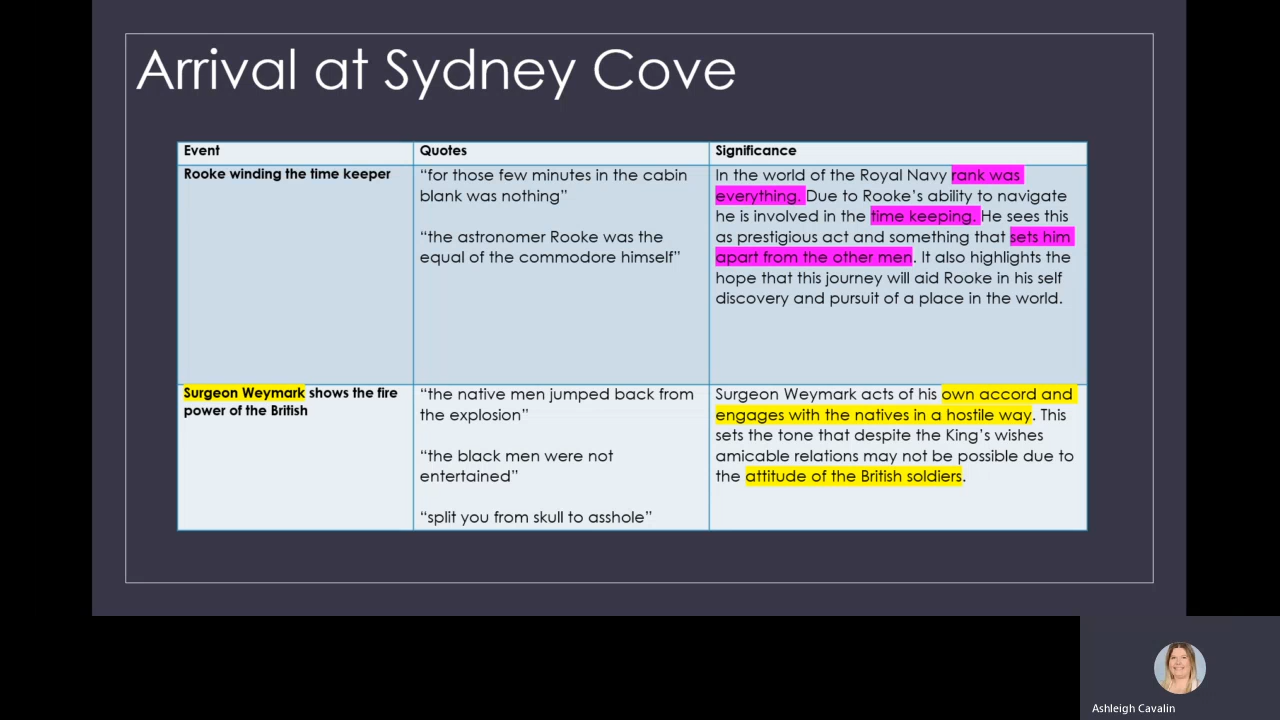 Arrival at Sydney Cove
Event
Quotes
Significance
Rooke winding the time keeper
“for those few minutes in the cabin
blank was nothing”
“the astronomer Rooke was the
equal of the commodore himself”
In the world of the Royal Navy rank was
everything. Due to Rooke’s ability to navigate
he is involved in the time keeping. He sees this
as prestigious act and something that sets him
apart from the other men. It also highlights the
hope that this journey will aid Rooke in his self
discovery and pursuit of a place in the world.
Surgeon Weymark shows the fire
power of the British
“the native men jumped back from
the explosion”
“the black men were not
entertained”
“split you from skull to asshole”
Surgeon Weymark acts of his own accord and
engages with the natives in a hostile way. This
sets the tone that despite the King’s wishes
amicable relations may not be possible due to
the attitude of the British soldiers.
Ashleigh Cavalin